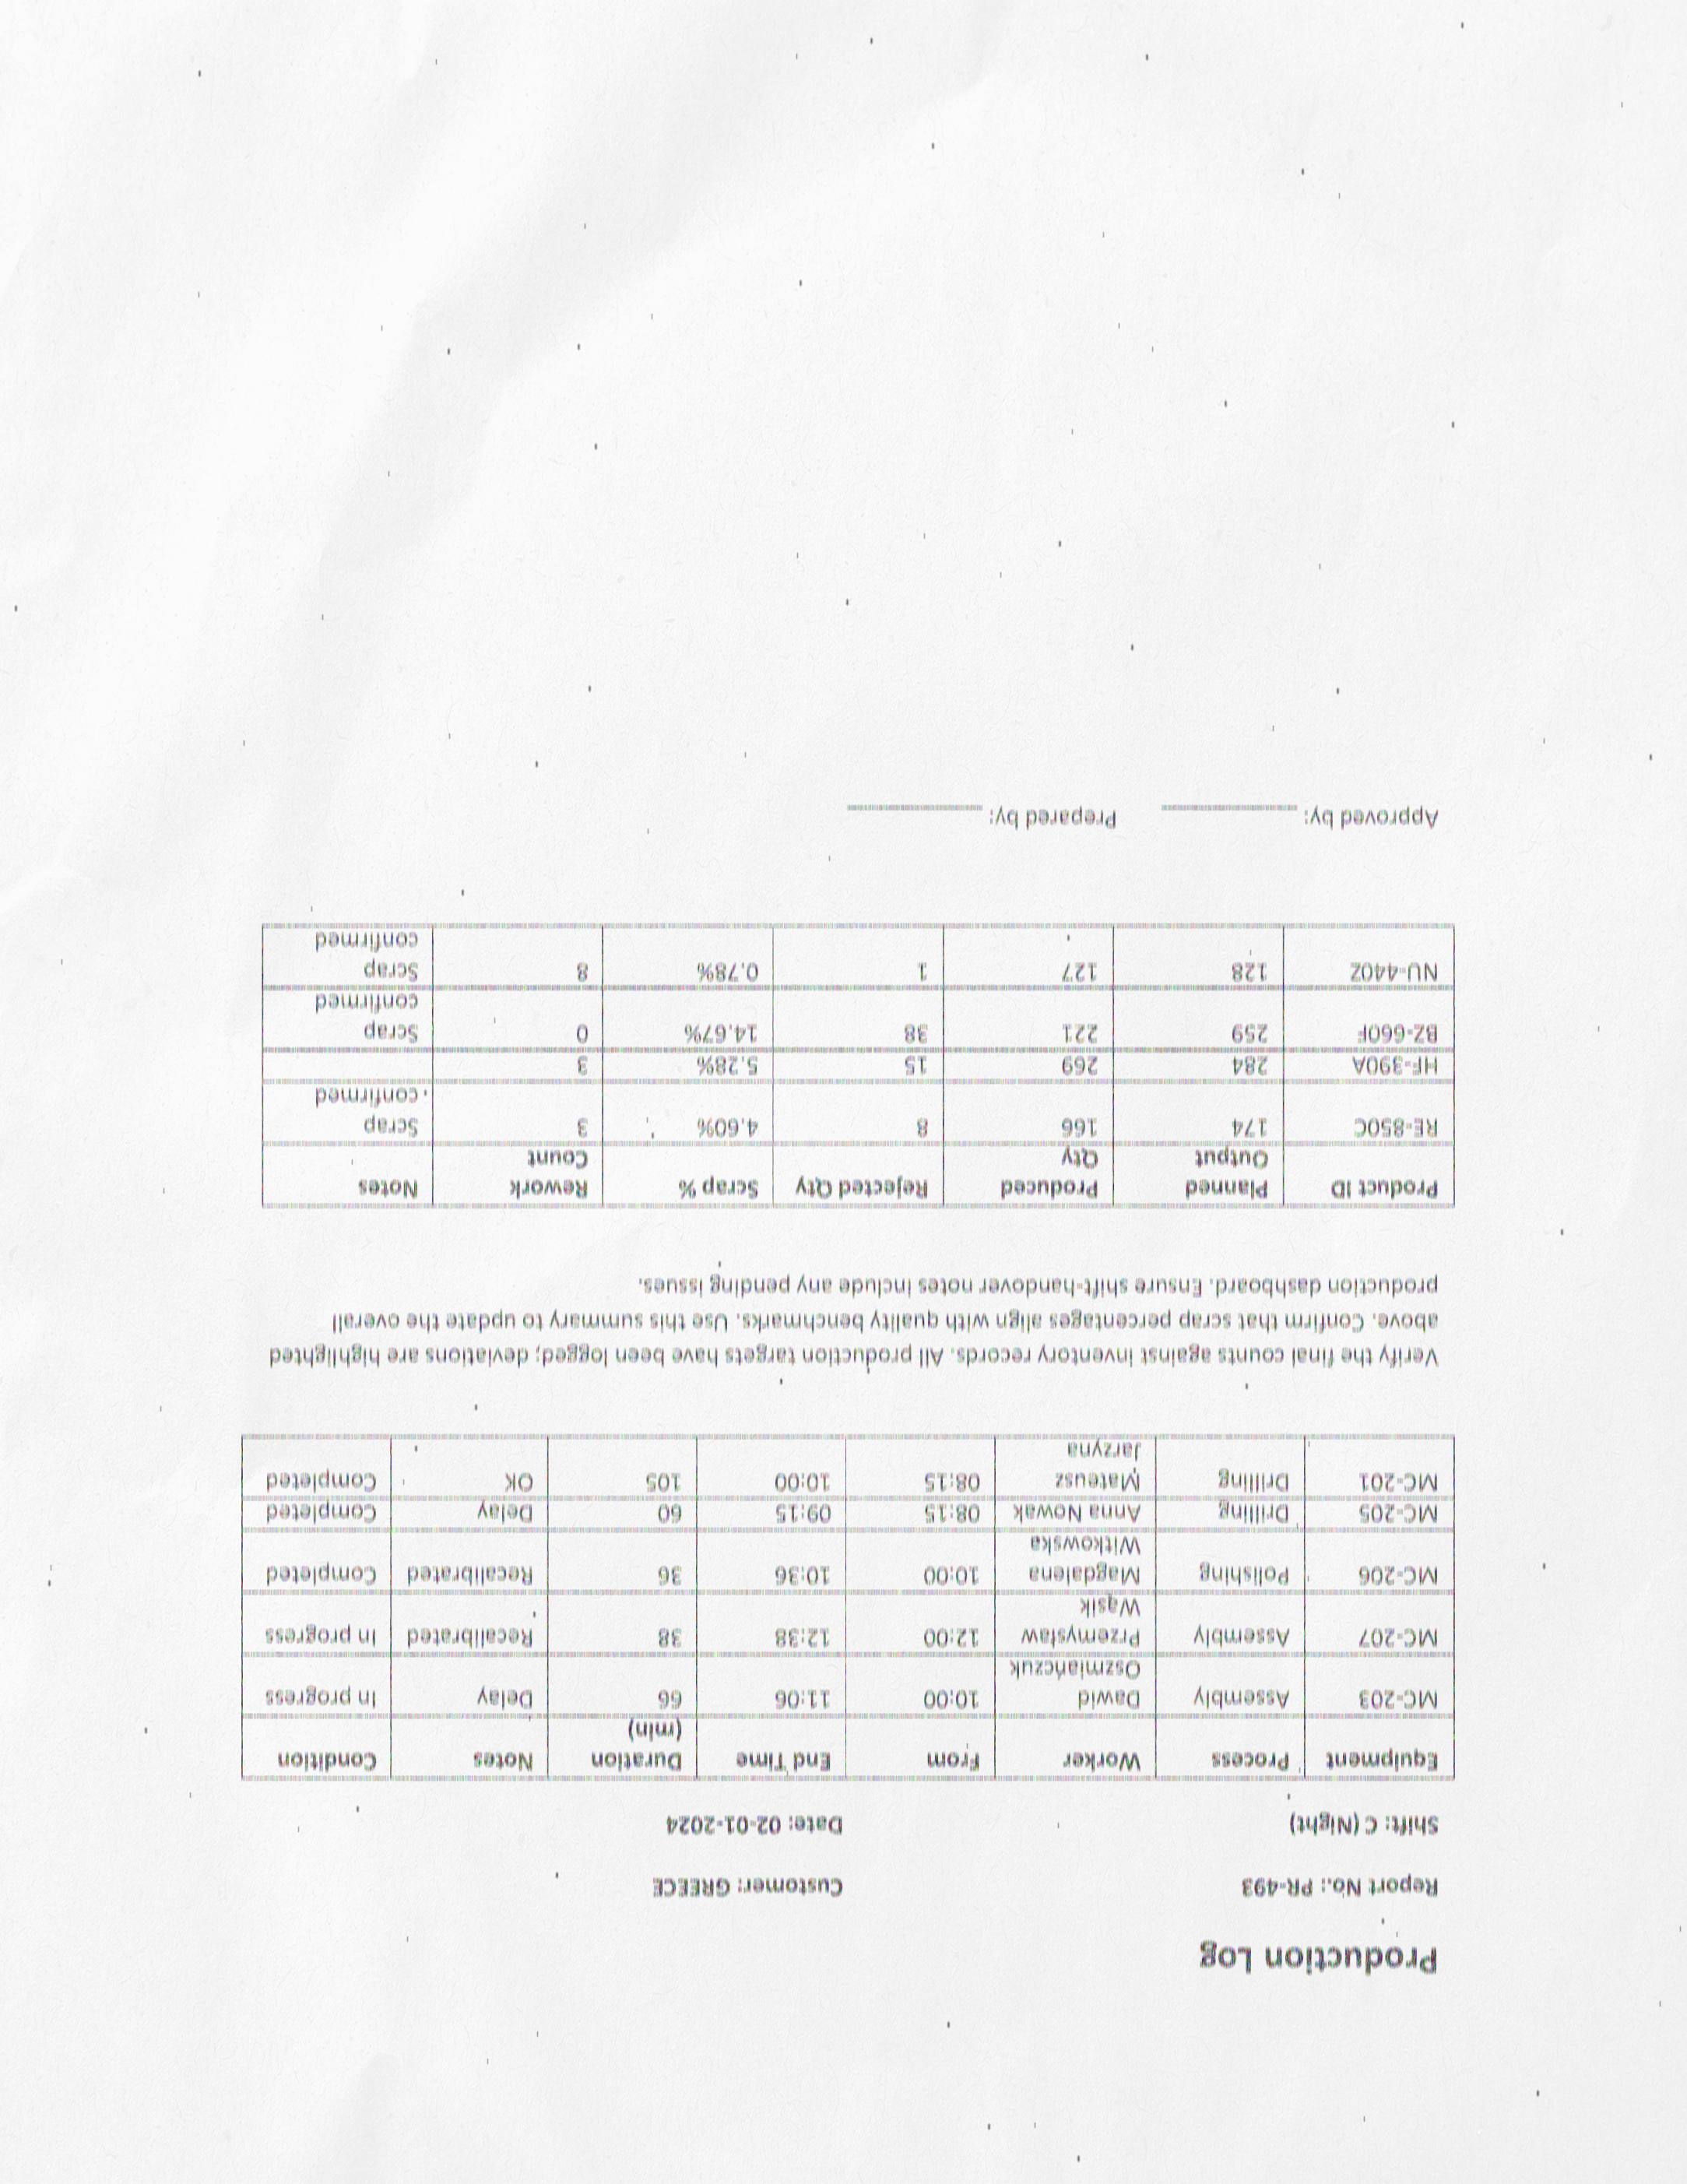 Production Log
Report No.: PR-493 Customer: GREECE
Shift: C (Night) Date: 02-01-2024
Equipment Process Worker From End Time Duration (min) Notes Condition
MC-203 Assembly Dawid Oszmiańczuk 10:00 11:06 66 Delay In progress
MC-207 Assembly Przemysław Wąsik 12:00 12:38 38 Recalibrated In progress
MC-206 Polishing Magdalena Witkowska 10:00 10:36 36 Recalibrated Completed
MC-205 Drilling Anna Nowak 08:15 09:15 60 Delay Completed
MC-201 Drilling Mateusz Jarzyna 08:15 10:00 105 OK Completed
Verify the final counts against inventory records. All production targets have been logged; deviations are highlighted
above. Confirm that scrap percentages align with quality benchmarks. Use this summary to update the overall
production dashboard. Ensure shift-handover notes include any pending issues.
Product ID Planned Output Produced Qty Rejected Qty Scrap % Rework Count Notes
RE-850C 174 166 8 4.60% 3 Scrap confirmed
HF-390A 284 269 15 5.28% 3
BZ-660F 259 221 38 14.67% 0 Scrap confirmed
NU-440Z 128 127 1 0.78% 8 Scrap confirmed
Approved by: ______________ Prepared by: ______________